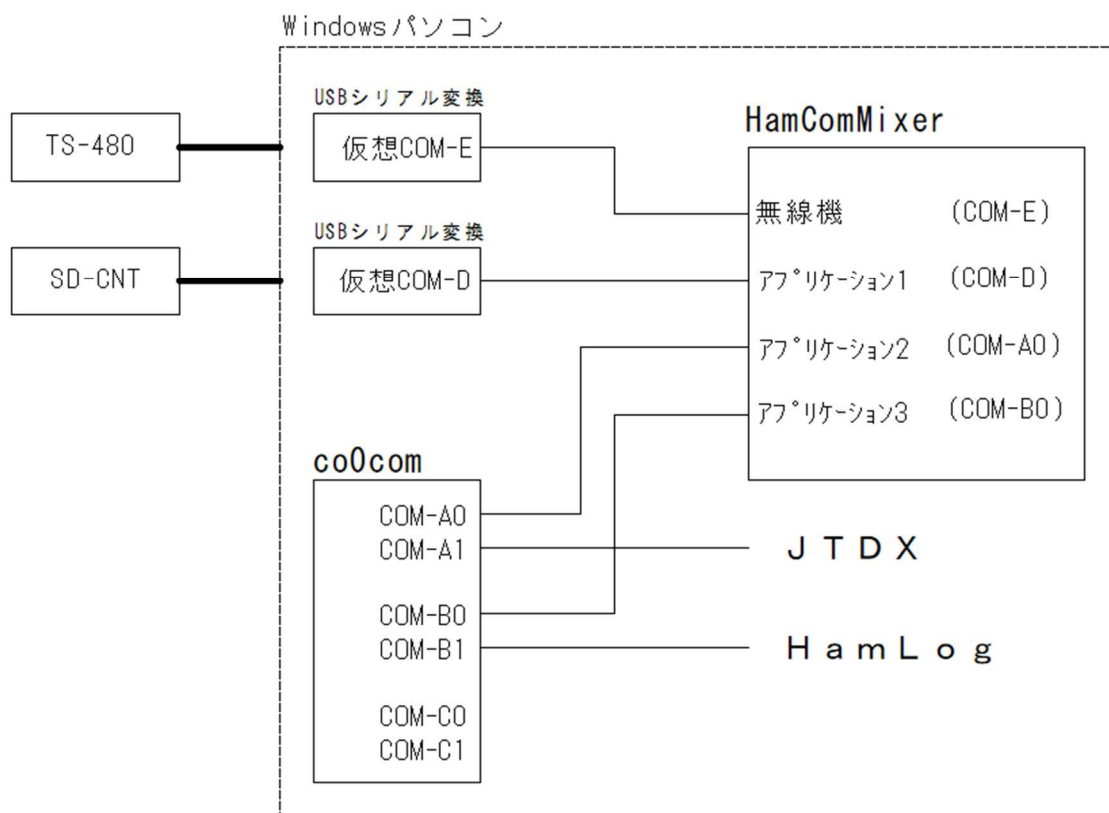 Windowsパソコン
USBシリアル変換
TS-480
仮想COM-E
HamComMixer
無線機 (COM-E)
USBシリアル変換
SD-CNT
仮想COM-D
アプリケーション1 (COM-D)
アプリケーション2 (COM-A0)
アプリケーション3 (COM-B0)
co0com
COM-A0
COM-A1
JTDX
COM-B0
COM-B1
HamLog
COM-C0
COM-C1